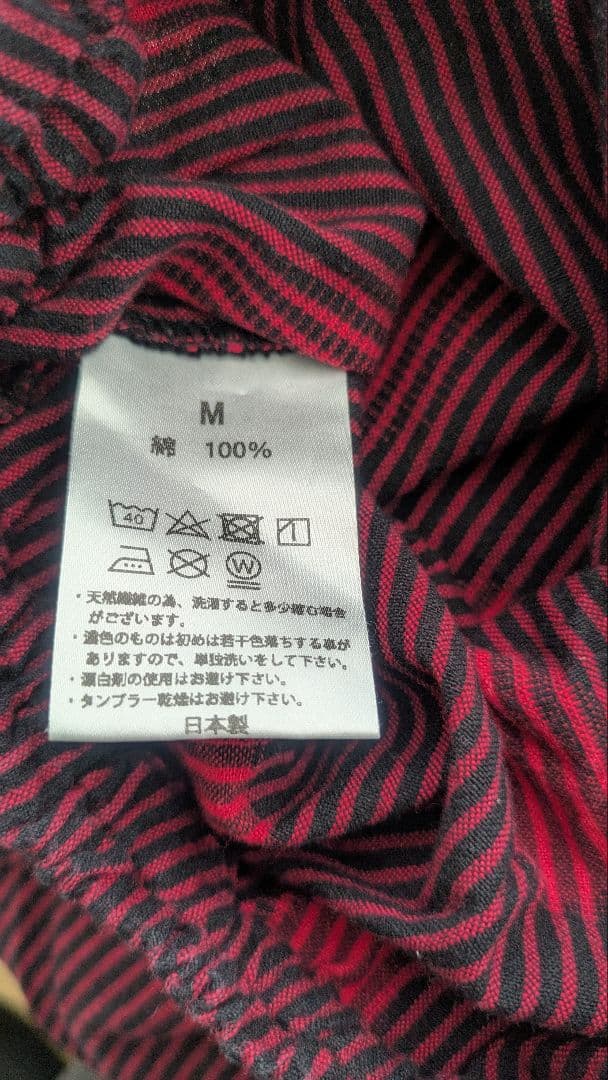 M
綿 100%
40
W
・天然繊維の為、洗濯すると多少縮む場合
がございます。
・濃色のものは初めは若干色落ちする事が
ありますので、単独洗いをして下さい。
・漂白剤の使用はお避け下さい。
・タンブラー乾燥はお避け下さい。
日本製